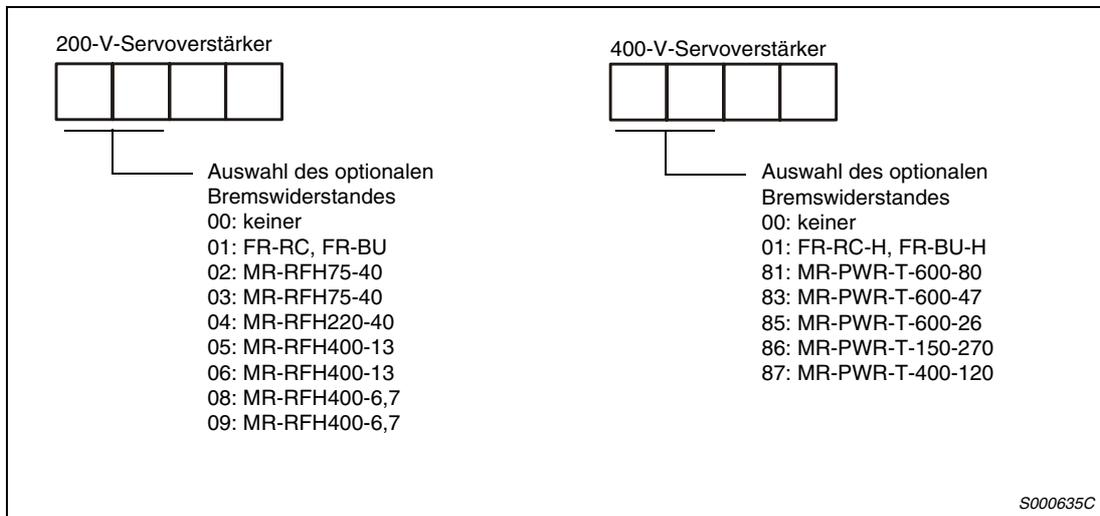 200-V-Servoverstärker
Auswahl des optionalen
Bremswiderstandes
00: keiner
01: FR-RC, FR-BU
02: MR-RFH75-40
03: MR-RFH75-40
04: MR-RFH220-40
05: MR-RFH400-13
06: MR-RFH400-13
08: MR-RFH400-6,7
09: MR-RFH400-6,7
400-V-Servoverstärker
Auswahl des optionalen
Bremswiderstandes
00: keiner
01: FR-RC-H, FR-BU-H
81: MR-PWR-T-600-80
83: MR-PWR-T-600-47
85: MR-PWR-T-600-26
86: MR-PWR-T-150-270
87: MR-PWR-T-400-120
S000635C